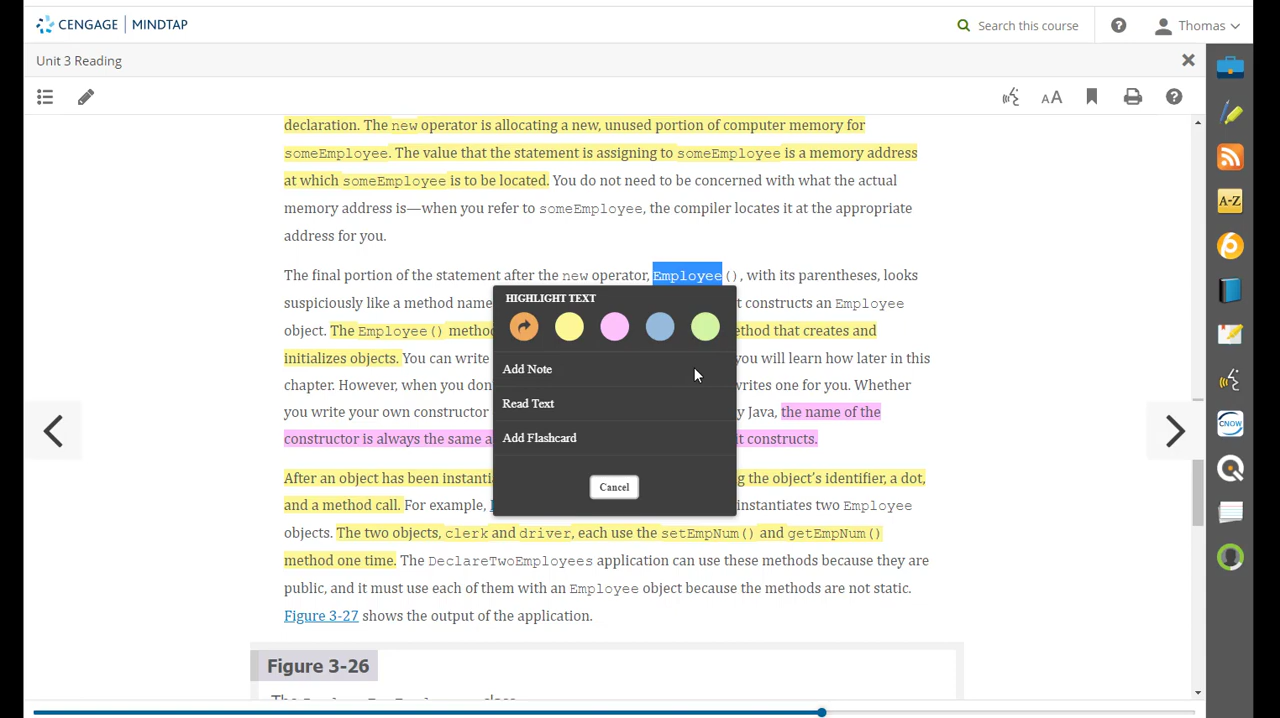 CENGAGE | MINDTAP
Search this course
Thomas
Unit 3 Reading
AA
declaration. The new operator is allocating a new, unused portion of computer memory for
someEmployee. The value that the statement is assigning to someEmployee is a memory address
at which someEmployee is to be located. You do not need to be concerned with what the actual
memory address is—when you refer to someEmployee, the compiler locates it at the appropriate
address for you.
The final portion of the statement after the new operator, Employee(), with its parentheses, looks
suspiciously like a method name t constructs an Employee
object. The Employee() metho ethod that creates and
initializes objects. You can write you will learn how later in this
chapter. However, when you don writes one for you. Whether
you write your own constructor y Java, the name of the
constructor is always the same a it constructs.
After an object has been instantia g the object's identifier, a dot,
and a method call. For example, instantiates two Employee
objects. The two objects, clerk and driver, each use the setEmpNum() and getEmpNum()
method one time. The DeclareTwoEmployees application can use these methods because they are
public, and it must use each of them with an Employee object because the methods are not static.
Figure 3-27 shows the output of the application.
Figure 3-26
HIGHLIGHT TEXT
Add Note
Read Text
Add Flashcard
Cancel
A-Z
CNOW